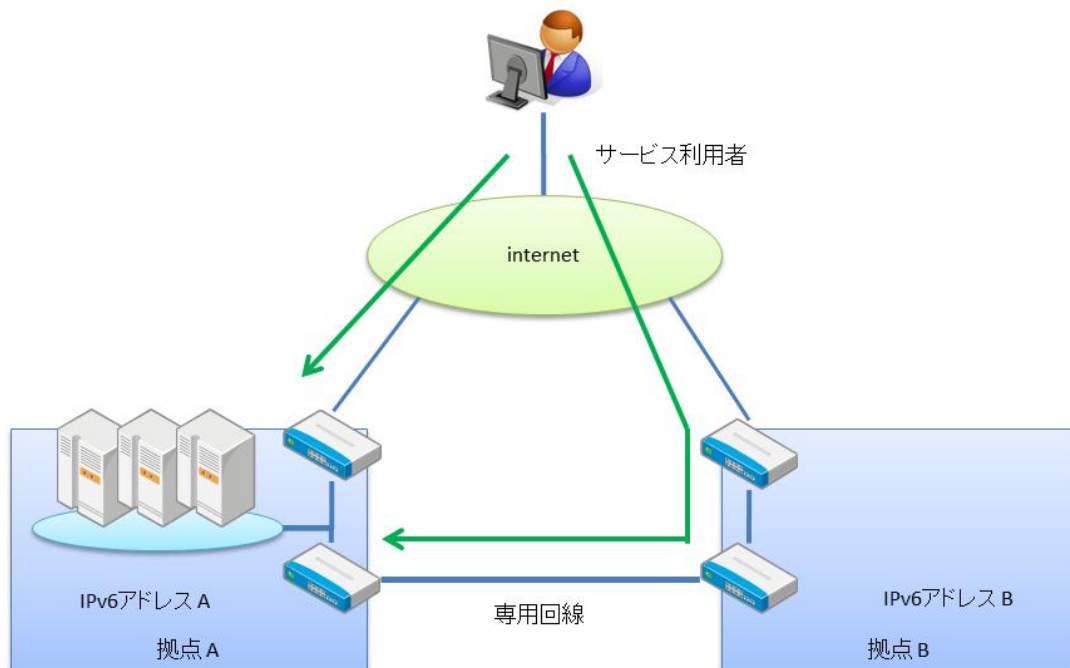 サービス利用者
internet
IPv6アドレス A
拠点 A
専用回線
IPv6アドレス B
拠点 B